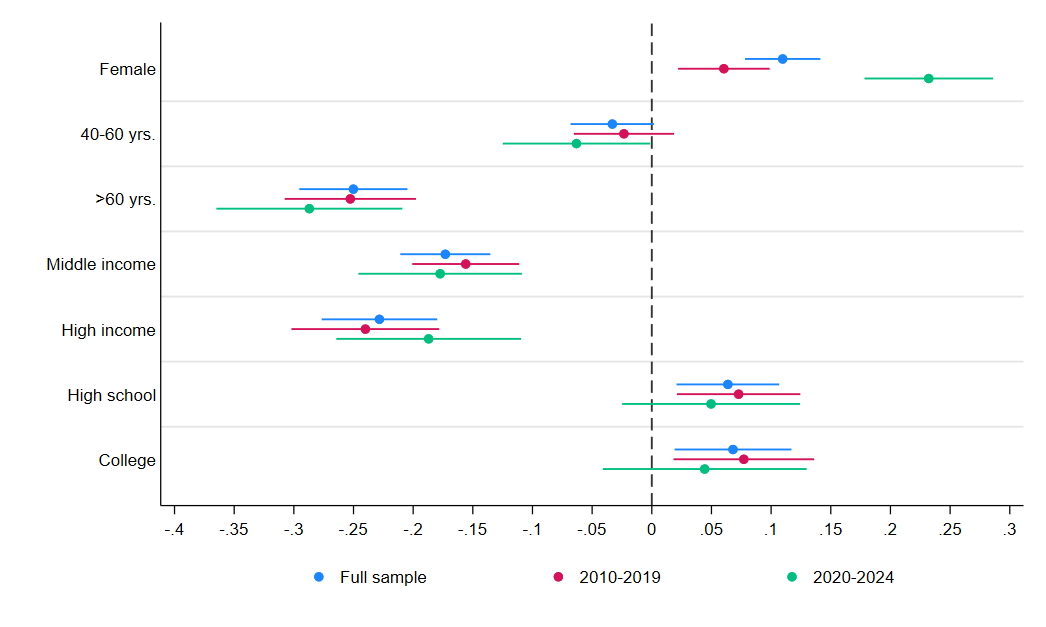 Female
40-60 yrs.
>60 yrs.
Middle income
High income
High school
College
-.4 -.35 -.3 -.25 -.2 -.15 -.1 -.05 0 .05 .1 .15 .2 .25 .3
Full sample 2010-2019 2020-2024